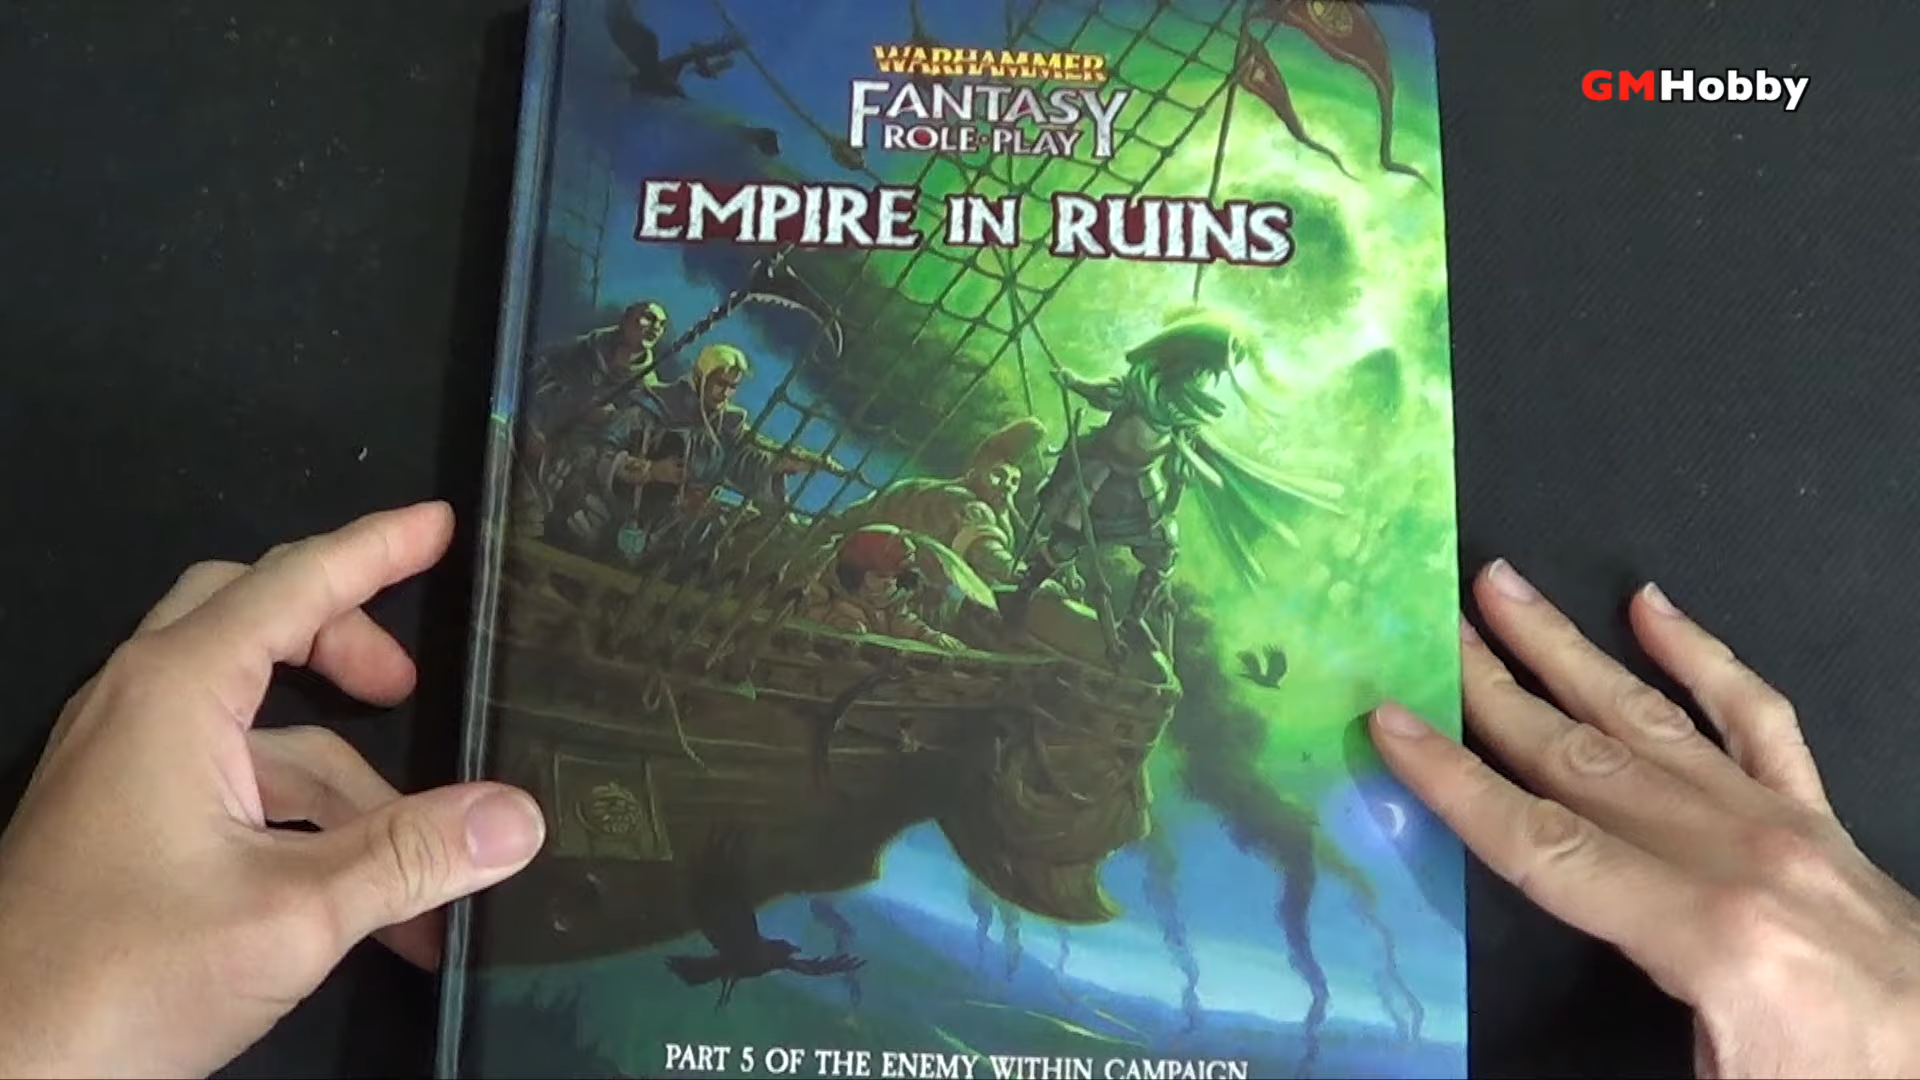 GMHobby
WARHAMMER
FANTASY
ROLE·PLAY
EMPIRE IN RUINS
PART 5 OF THE ENEMY WITHIN CAMPAIGN